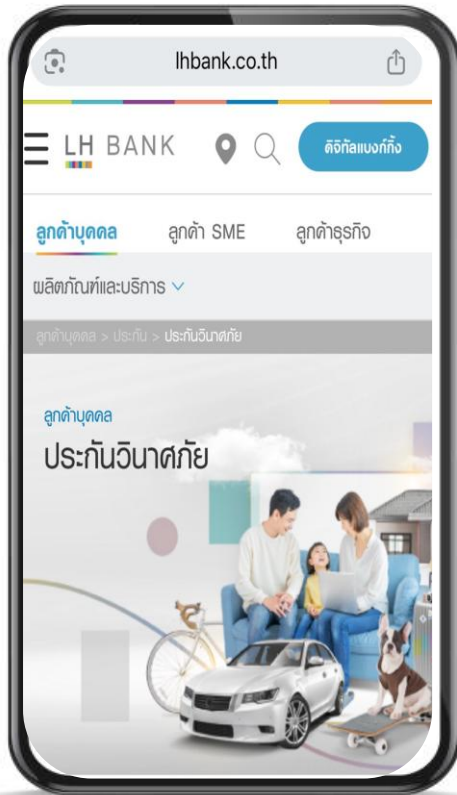 lhbank.co.th
LH BANK
ดิจิทัลแบงก์กิ้ง
ลูกค้าบุคคล ลูกค้า SME ลูกค้าธุรกิจ
ผลิตภัณฑ์และบริการ
ลูกค้าบุคคล > ประกัน > ประกันวินาศภัย
ลูกค้าบุคคล
ประกันวินาศภัย